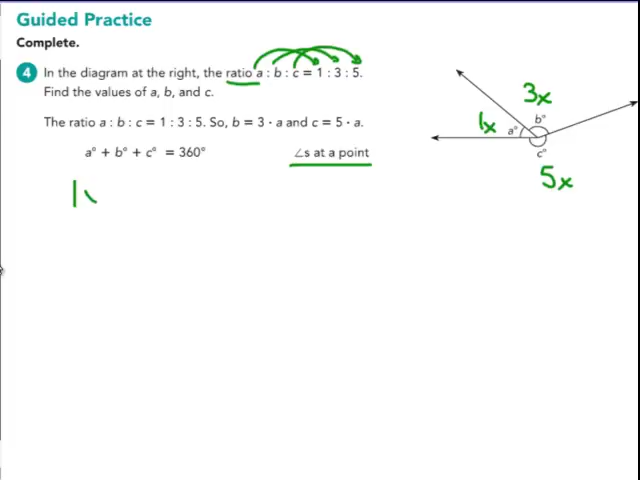 Guided Practice
Complete.
4 In the diagram at the right, the ratio a : b : c = 1 : 3 : 5.
Find the values of a, b, and c.
The ratio a : b : c = 1 : 3 : 5. So, b = 3 · a and c = 5 · a.
a° + b° + c° = 360° ∠s at a point
3x
1x
a°
b°
c°
5x